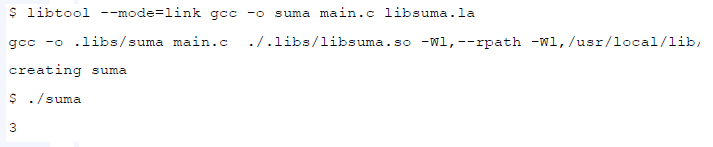 $ libtool --mode=link gcc -o suma main.c libsuma.la
gcc -o .libs/suma main.c  ./.libs/libsuma.so -Wl,--rpath -Wl,/usr/local/lib/
creating suma
$ ./suma
3